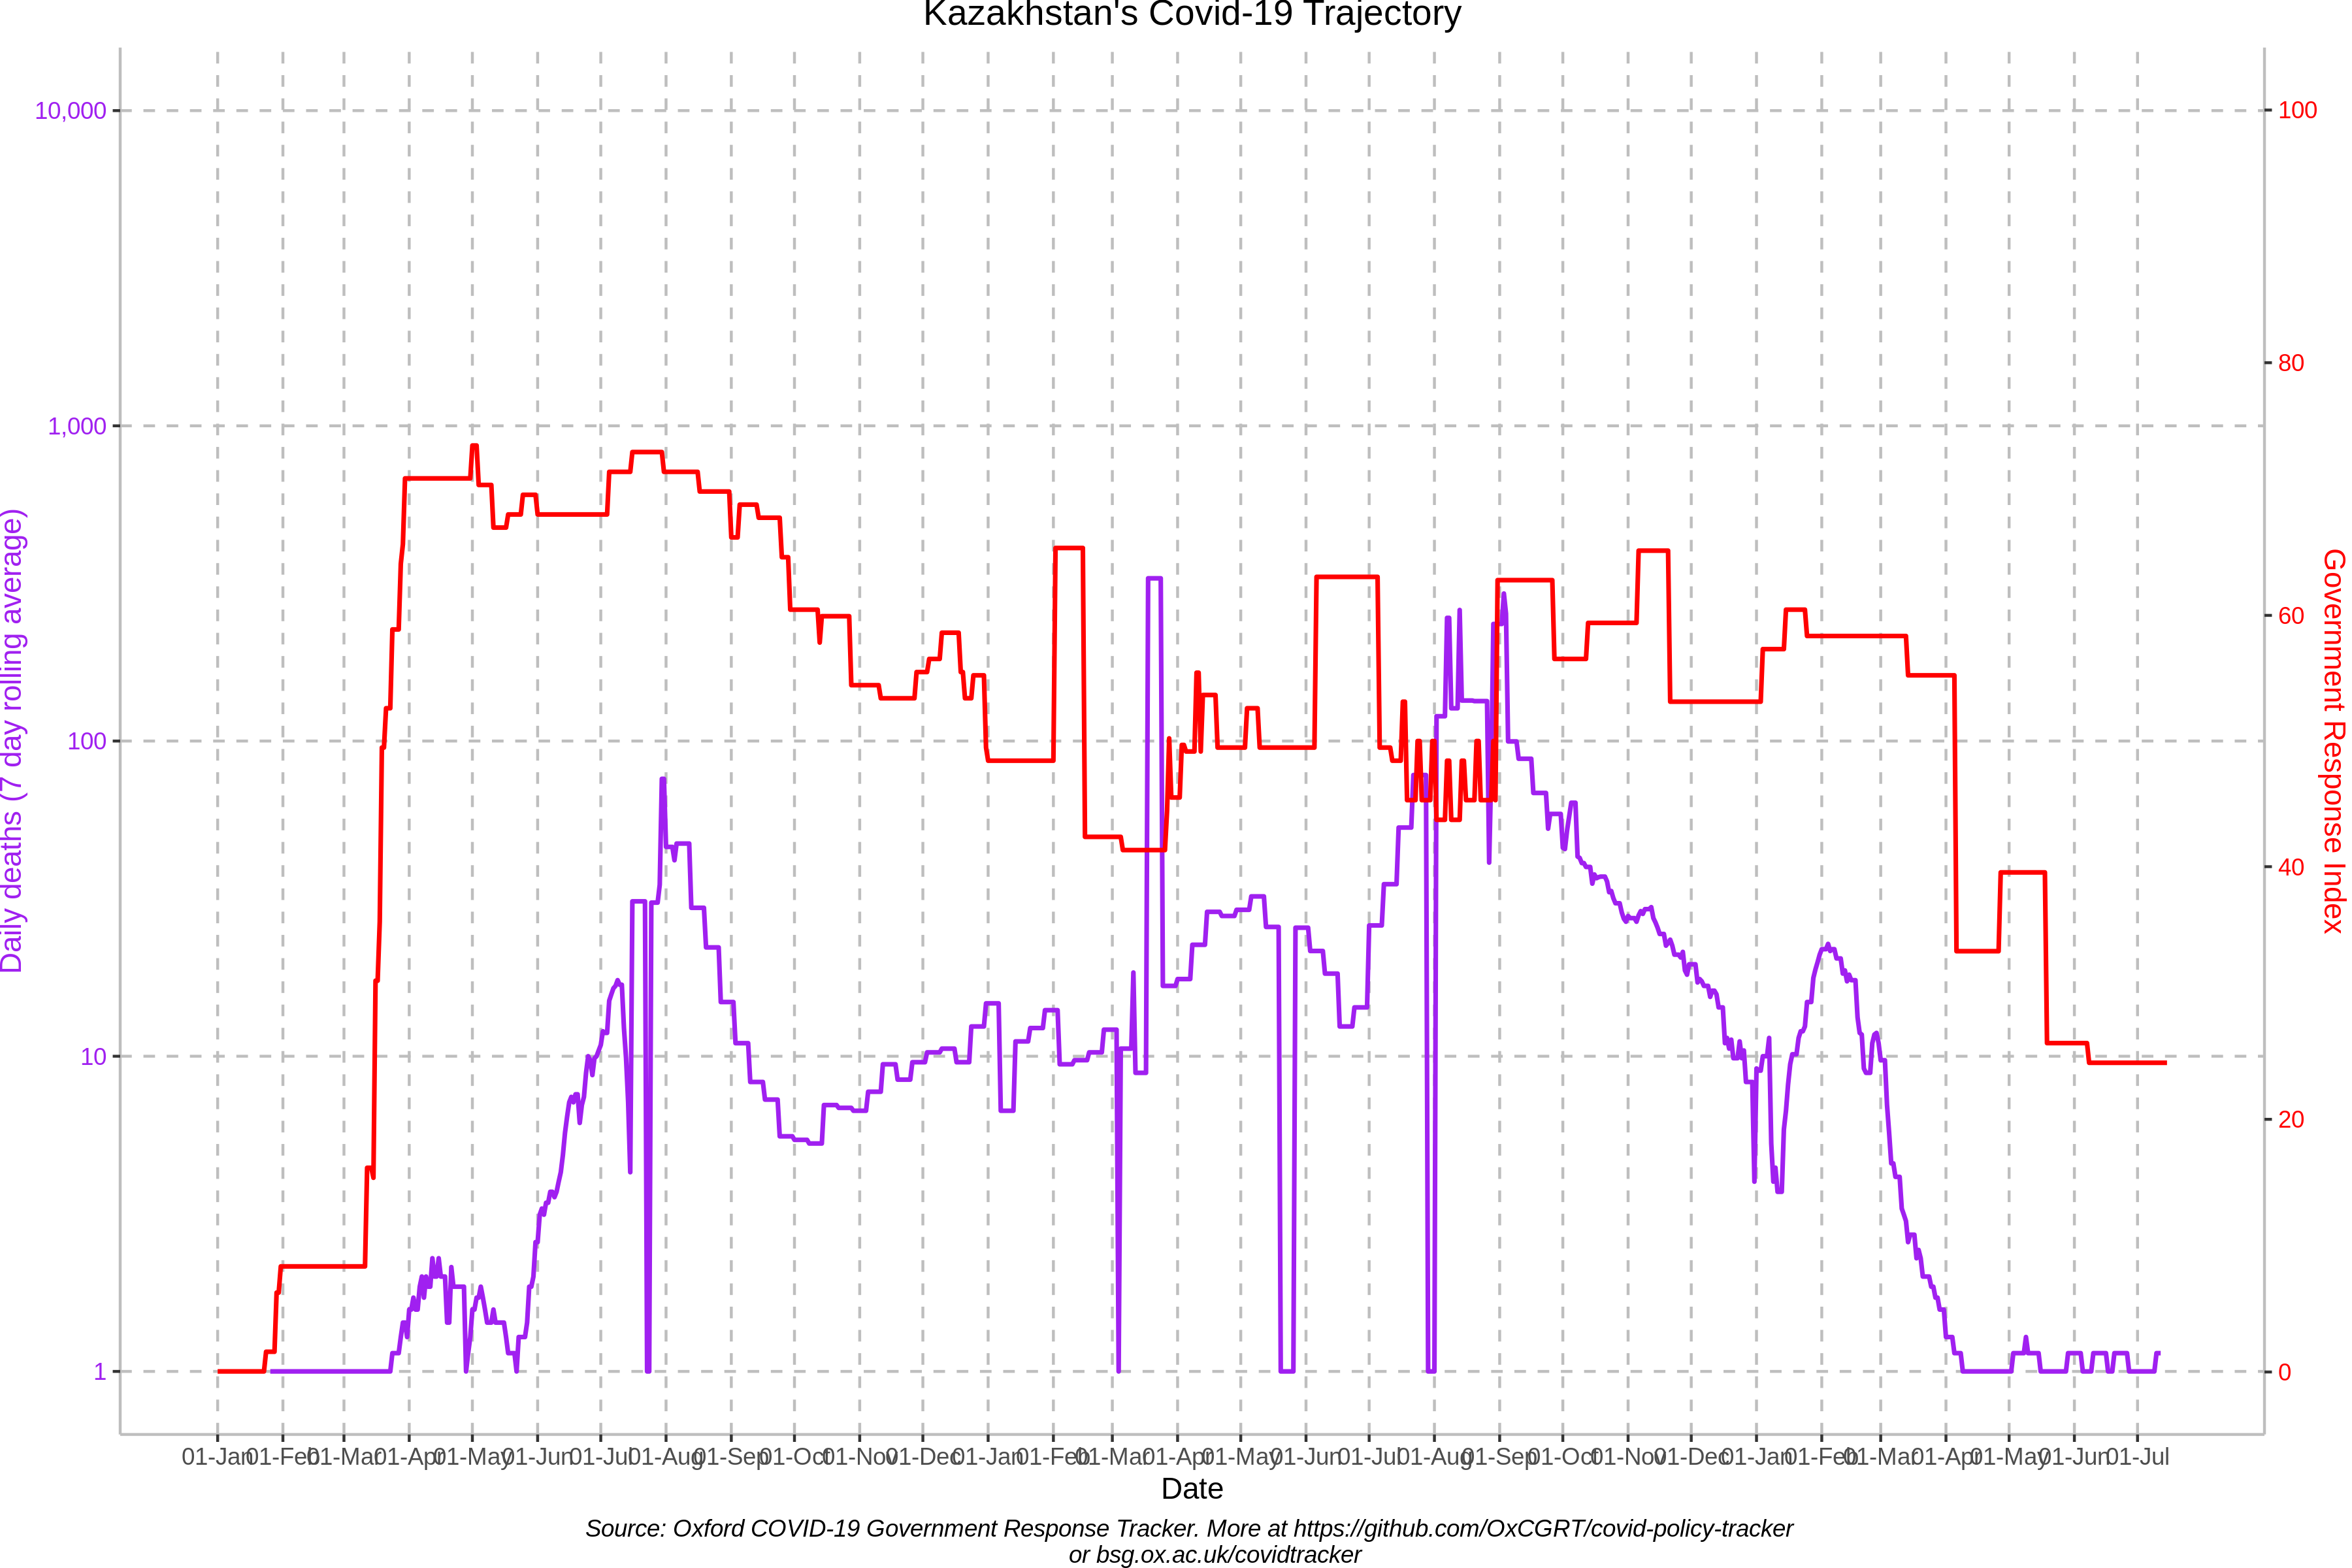 Kazakhstan's Covid-19 Trajectory
10,000
1,000
100
10
1
Daily deaths (7 day rolling average)
100
80
60
40
20
0
Government Response Index
01-Jan 01-Feb 01-Mar 01-Apr 01-May 01-Jun 01-Jul 01-Aug 01-Sep 01-Oct 01-Nov 01-Dec 01-Jan 01-Feb 01-Mar 01-Apr 01-May 01-Jun 01-Jul 01-Aug 01-Sep 01-Oct 01-Nov 01-Dec 01-Jan 01-Feb 01-Mar 01-Apr 01-May 01-Jun 01-Jul
Date
Source: Oxford COVID-19 Government Response Tracker. More at https://github.com/OxCGRT/covid-policy-tracker
or bsg.ox.ac.uk/covidtracker